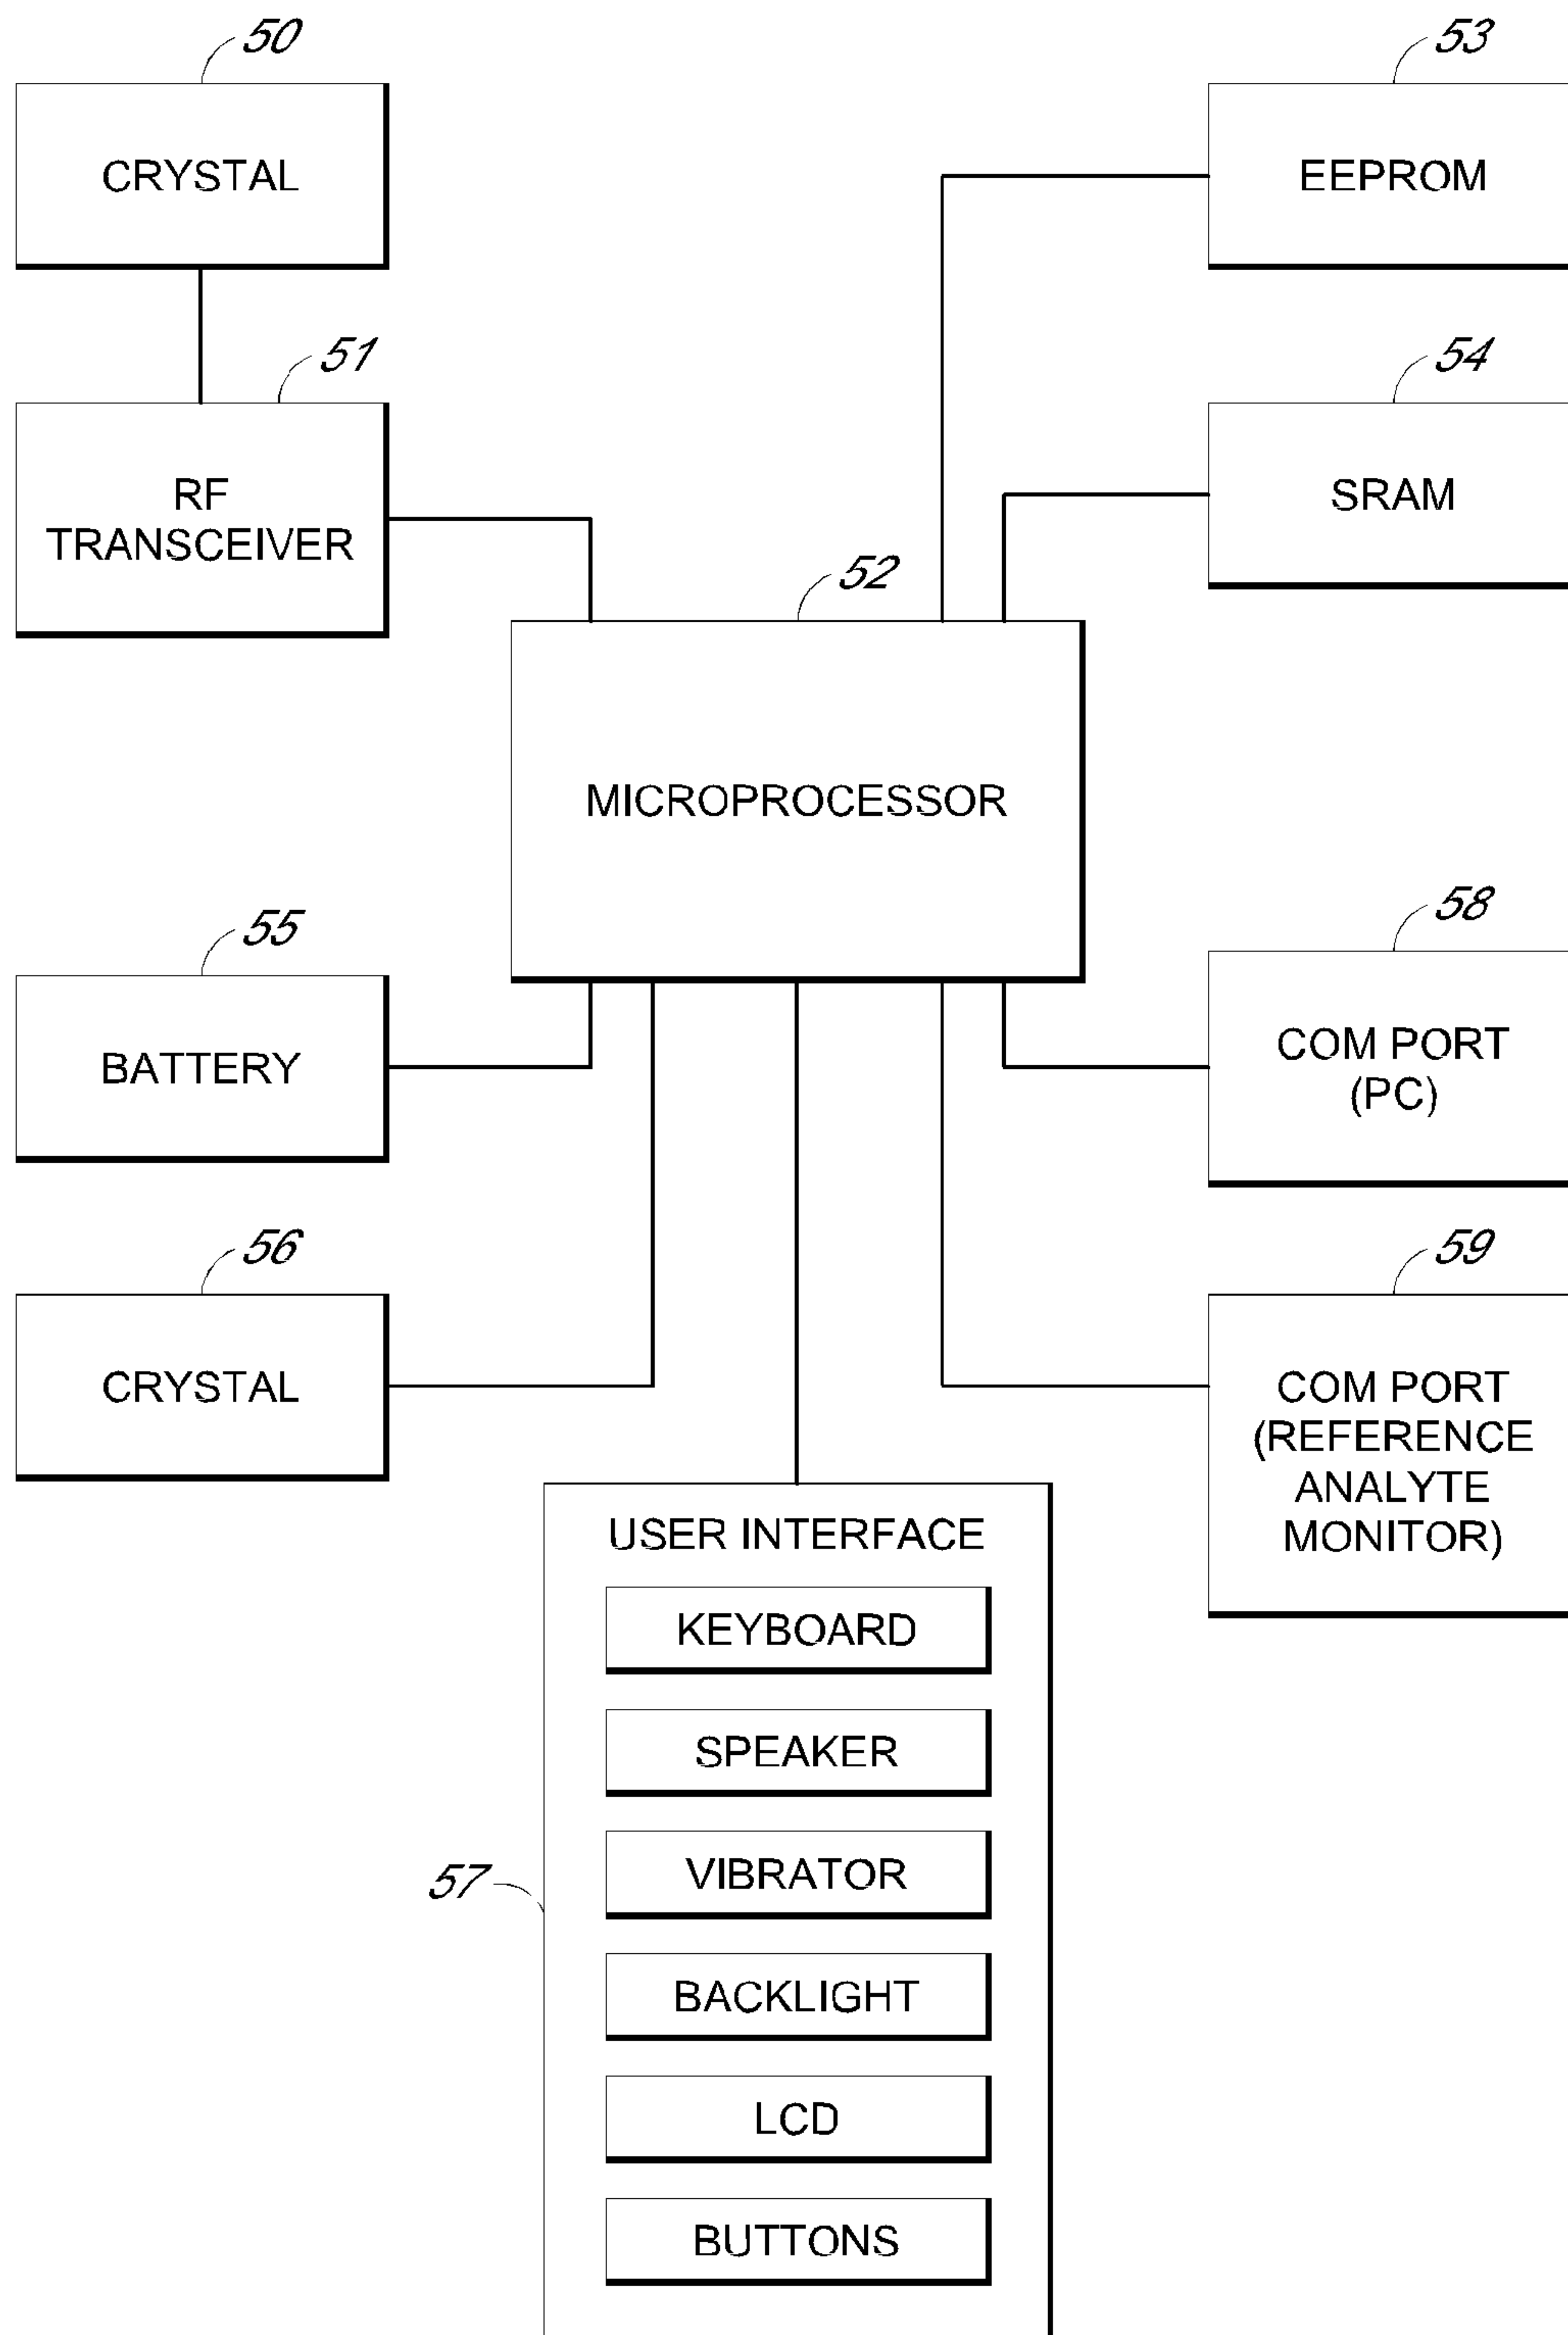 50
53
CRYSTAL
EEPROM
51
54
RF
TRANSCEIVER
SRAM
52
MICROPROCESSOR
55
58
BATTERY
COM PORT
(PC)
56
59
CRYSTAL
COM PORT
(REFERENCE
ANALYTE
MONITOR)
USER INTERFACE
KEYBOARD
SPEAKER
57
VIBRATOR
BACKLIGHT
LCD
BUTTONS